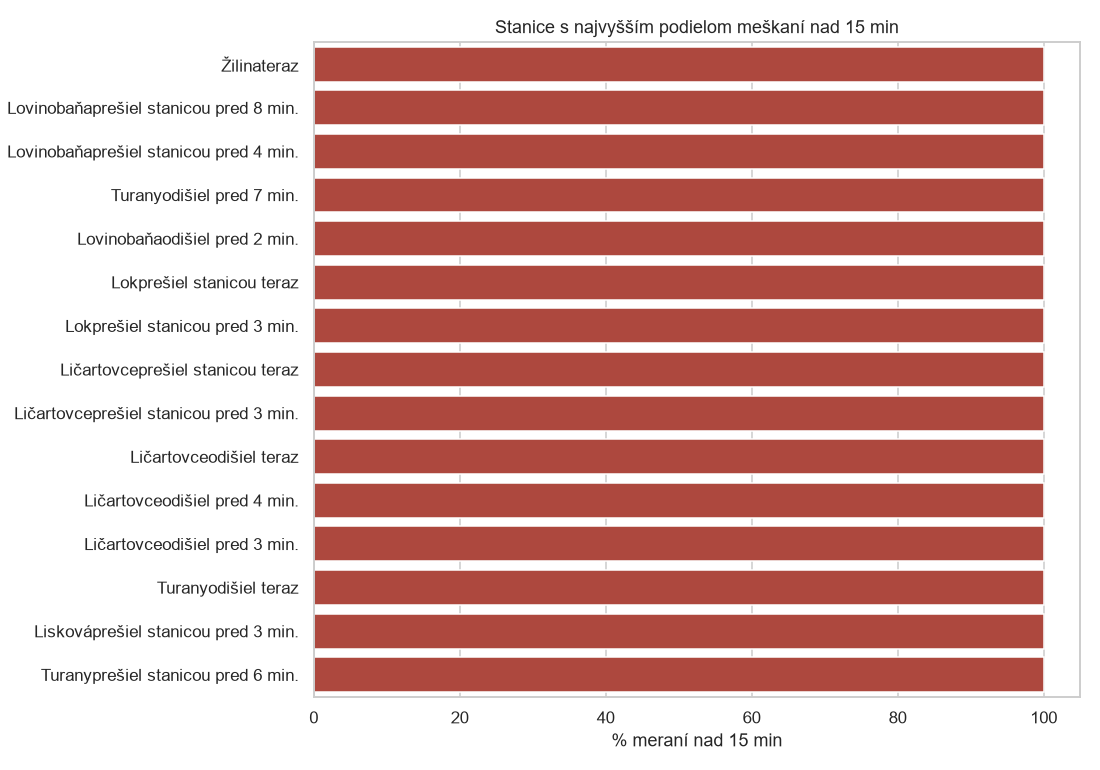 Stanice s najvyšším podielom meškaní nad 15 min
Žilinateraz
Lovinobaňaprešiel stanicou pred 8 min.
Lovinobaňaprešiel stanicou pred 4 min.
Turanyodišiel pred 7 min.
Lovinobaňaodišiel pred 2 min.
Lokprešiel stanicou teraz
Lokprešiel stanicou pred 3 min.
Ličartovceprešiel stanicou teraz
Ličartovceprešiel stanicou pred 3 min.
Ličartovceodišiel teraz
Ličartovceodišiel pred 4 min.
Ličartovceodišiel pred 3 min.
Turanyodišiel teraz
Liskováprešiel stanicou pred 3 min.
Turanyprešiel stanicou pred 6 min.
0 20 40 60 80 100
% meraní nad 15 min